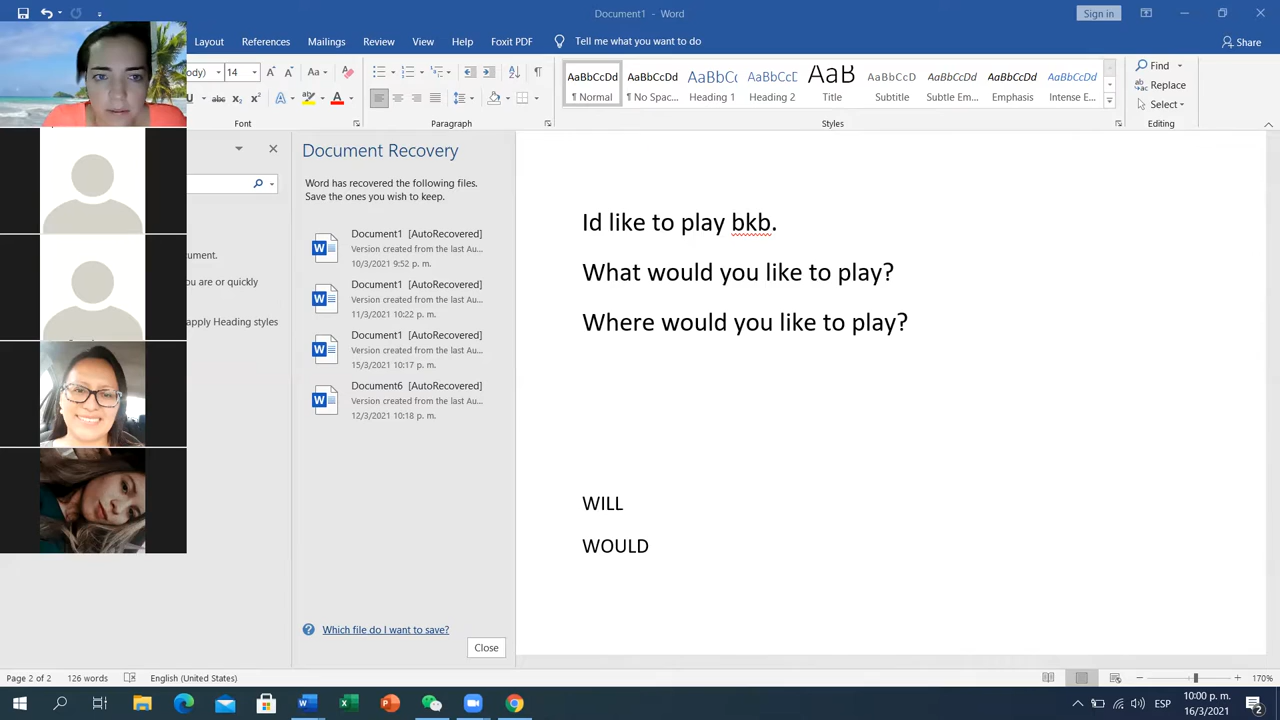 Document1 - Word
Sign in
Layout References Mailings Review View Help Foxit PDF Tell me what you want to do
Share
14
AaBbCcDd AaBbCcDd AaBbC AaBbCcD AaB AaBbCcD AaBbCcDd AaBbCcDd AaBbCcDd
¶ Normal ¶ No Spac... Heading 1 Heading 2 Title Subtitle Subtle Em... Emphasis Intense E...
Find
Replace
Select
Font Paragraph Styles Editing
Document Recovery
Word has recovered the following files.
Save the ones you wish to keep.
Document1 [AutoRecovered]
Version created from the last Au...
10/3/2021 9:52 p. m.
Document1 [AutoRecovered]
Version created from the last Au...
11/3/2021 10:22 p. m.
Document1 [AutoRecovered]
Version created from the last Au...
15/3/2021 10:17 p. m.
Document6 [AutoRecovered]
Version created from the last Au...
12/3/2021 10:18 p. m.
ou are or quickly
apply Heading styles
Which file do I want to save?
Close
Id like to play bkb.
What would you like to play?
Where would you like to play?
WILL
WOULD
Page 2 of 2 126 words English (United States) 170%
ESP
10:00 p. m.
16/3/2021
2